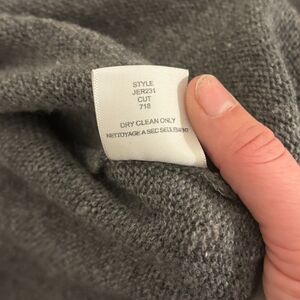 STYLE
JER231
CUT
718
DRY CLEAN ONLY
NETTOYAGE A SEC SEULEMENT